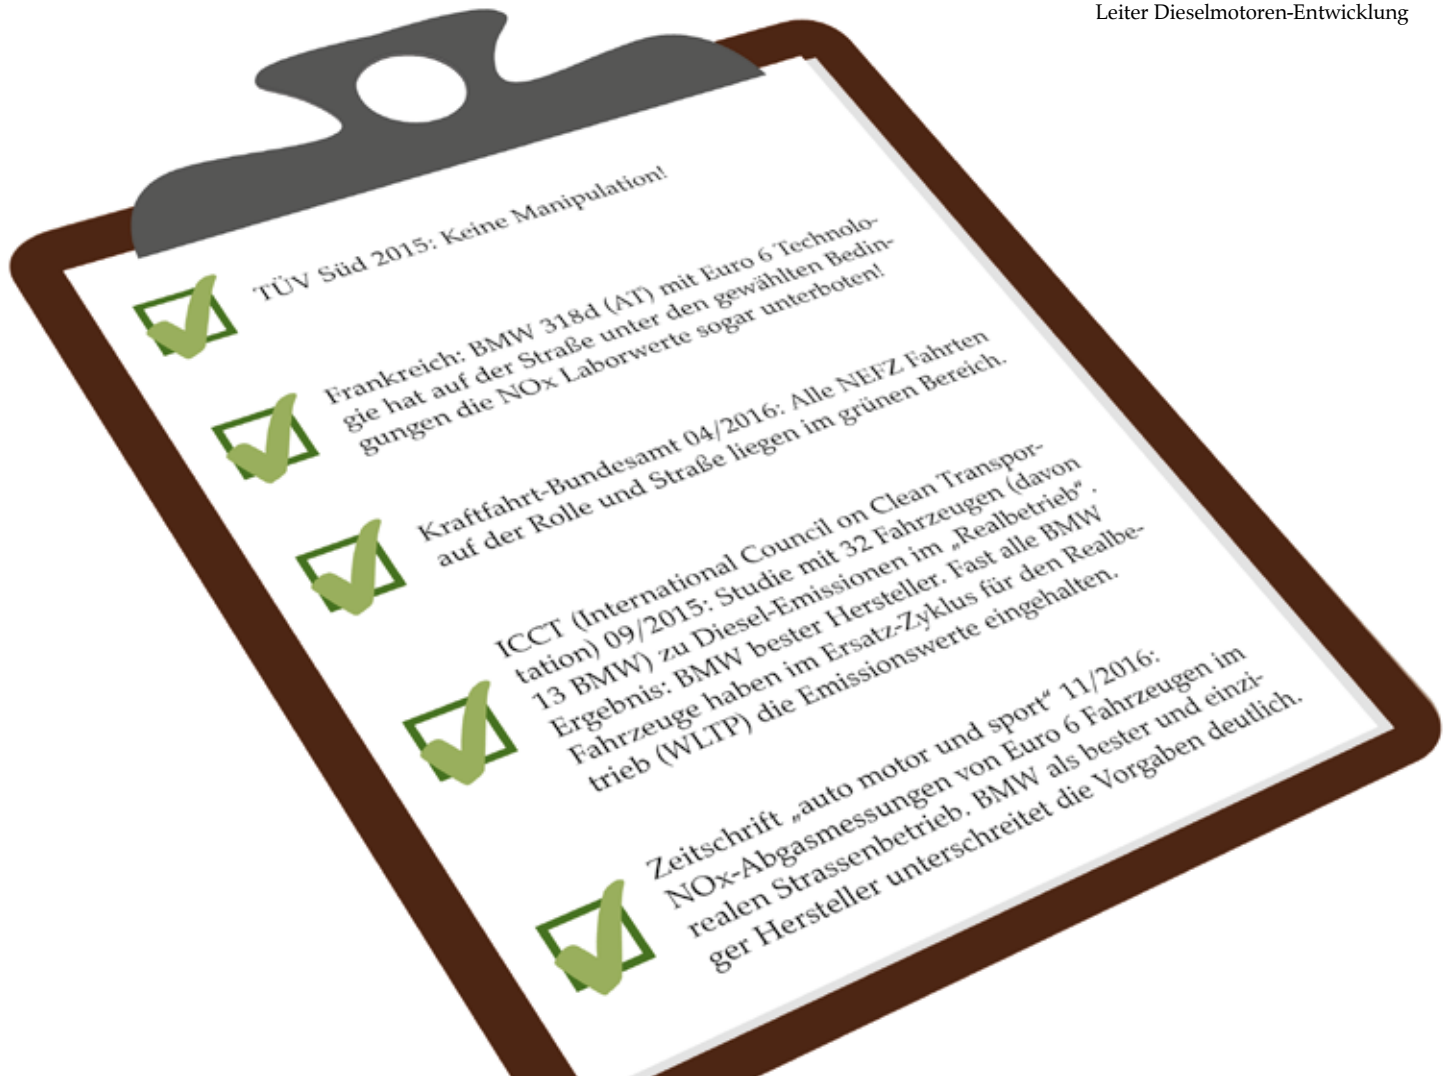 Leiter Dieselmotoren-Entwicklung
TÜV Süd 2015: Keine Manipulation!
Frankreich: BMW 318d (AT) mit Euro 6 Technolo-
gie hat auf der Straße unter den gewählten Bedin-
gungen die NOx Laborwerte sogar unterboten!
Kraftfahrt-Bundesamt 04/2016: Alle NEFZ Fahrten
auf der Rolle und Straße liegen im grünen Bereich.
ICCT (International Council on Clean Transpor-
tation) 09/2015: Studie mit 32 Fahrzeugen (davon
13 BMW) zu Diesel-Emissionen im „Realbetrieb“.
Ergebnis: BMW bester Hersteller. Fast alle BMW
Fahrzeuge haben im Ersatz-Zyklus für den Realbe-
trieb (WLTP) die Emissionswerte eingehalten.
Zeitschrift „auto motor und sport“ 11/2016:
NOx-Abgasmessungen von Euro 6 Fahrzeugen im
realen Strassenbetrieb. BMW als bester und einzi-
ger Hersteller unterschreitet die Vorgaben deutlich.